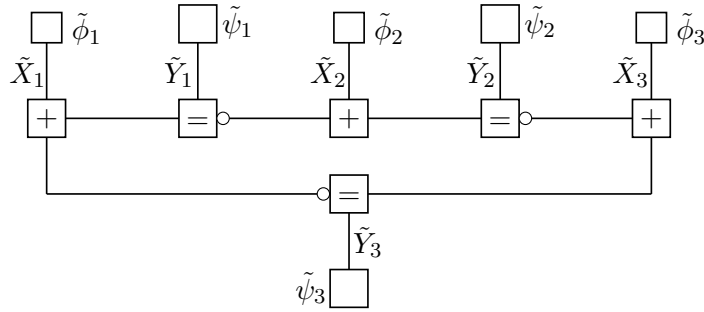 ϕ̃₁ ψ̃₁ ϕ̃₂ ψ̃₂ ϕ̃₃
X̃₁ Ỹ₁ X̃₂ Ỹ₂ X̃₃
+ = + = +
=
Ỹ₃
ψ̃₃